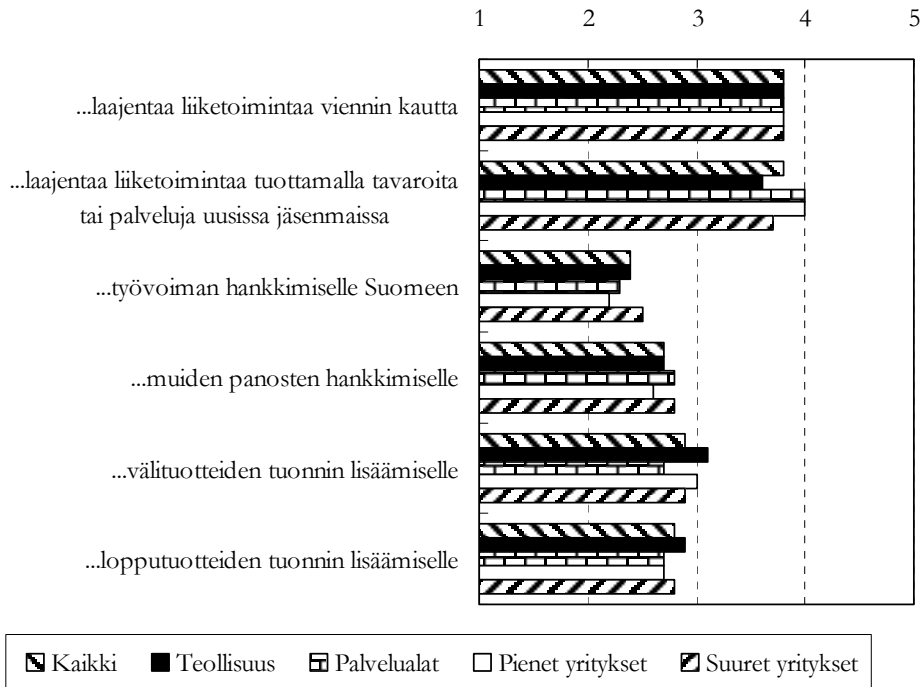 1 2 3 4 5
...laajentaa liiketoimintaa viennin kautta
...laajentaa liiketoimintaa tuottamalla tavaroita
tai palveluja uusissa jäsenmaissa
...työvoiman hankkimiselle Suomeen
...muiden panosten hankkimiselle
...välituotteiden tuonnin lisäämiselle
...lopputuotteiden tuonnin lisäämiselle
Kaikki Teollisuus Palvelualat Pienet yritykset Suuret yritykset